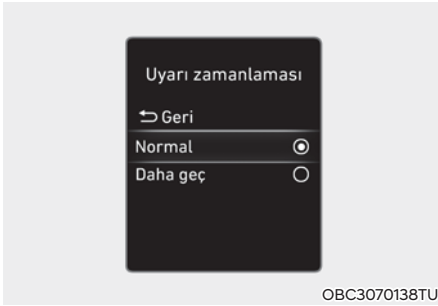 Uyarı zamanlaması
⮌ Geri
Normal
Daha geç
OBC3070138TU